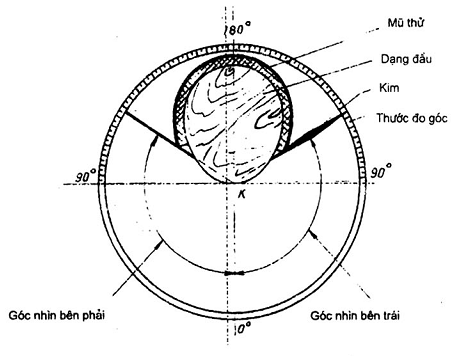 180°
Mũ thử
Dạng đầu
Kim
Thước đo góc
90°
90°
K
Góc nhìn bên phải
Góc nhìn bên trái
0°